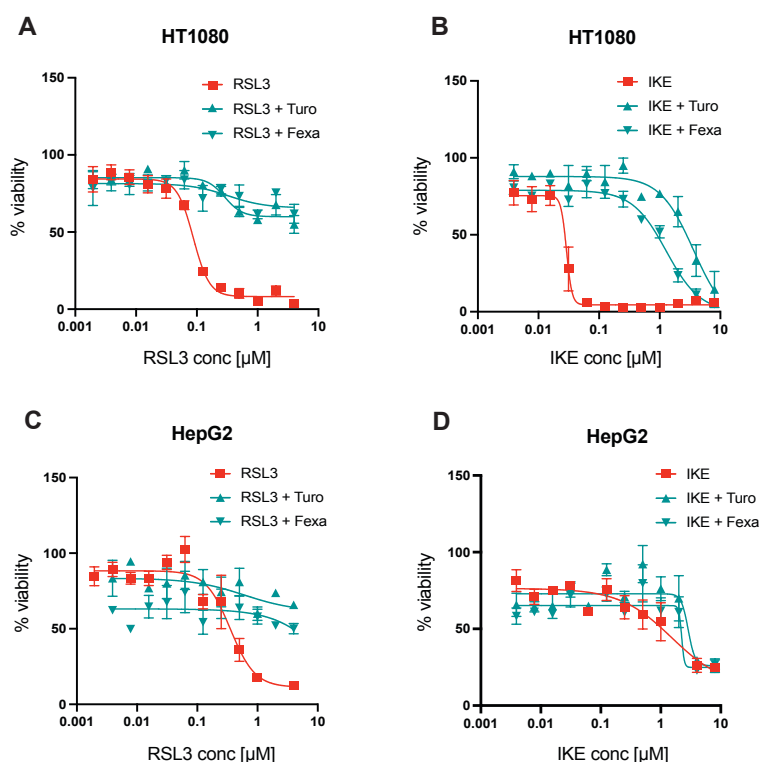 A
HT1080
RSL3
RSL3 + Turo
RSL3 + Fexa
% viability
150
100
50
0
0.001 0.01 0.1 1 10
RSL3 conc [µM]
B
HT1080
IKE
IKE + Turo
IKE + Fexa
% viability
150
100
50
0
0.001 0.01 0.1 1 10
IKE conc [µM]
C
HepG2
RSL3
RSL3 + Turo
RSL3 + Fexa
% viability
150
100
50
0
0.001 0.01 0.1 1 10
RSL3 conc [µM]
D
HepG2
IKE
IKE + Turo
IKE + Fexa
% viability
150
100
50
0
0.001 0.01 0.1 1 10
IKE conc [µM]